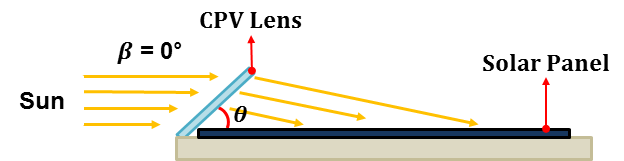 CPV Lens
β = 0°
Solar Panel
Sun
θ